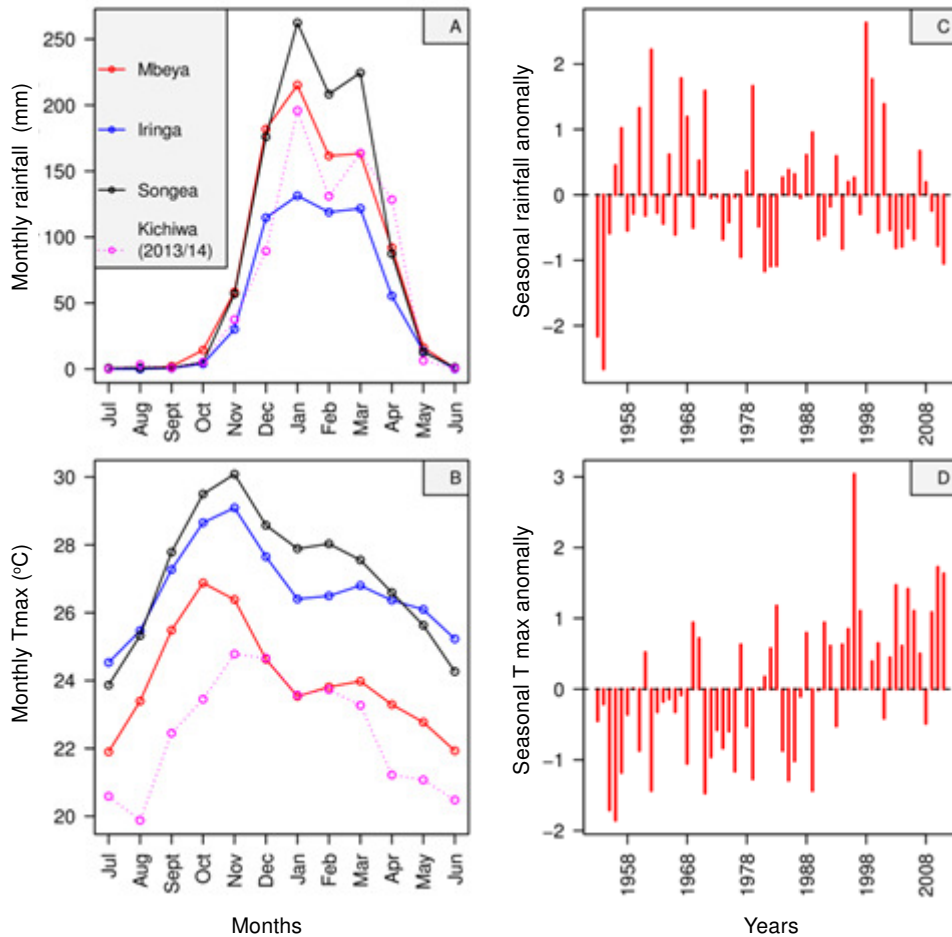 A
Monthly rainfall (mm)
250
200
150
100
50
0
Mbeya
Iringa
Songea
Kichiwa
(2013/14)
Jul
Aug
Sept
Oct
Nov
Dec
Jan
Feb
Mar
Apr
May
Jun
C
Seasonal rainfall anomally
2
1
0
−1
−2
1958
1968
1978
1988
1998
2008
B
Monthly Tmax (ºC)
30
28
26
24
22
20
Jul
Aug
Sept
Oct
Nov
Dec
Jan
Feb
Mar
Apr
May
Jun
Months
D
Seasonal T max anomally
3
2
1
0
−1
−2
1958
1968
1978
1988
1998
2008
Years